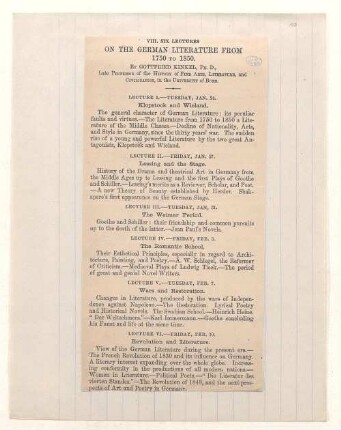 VIII. SIX LECTURES
ON THE GERMAN LITERATURE FROM
1750 to 1850.
By GOTTFRIED KINKEL, Ph. D.,
Late Professor of the History of Fine Arts, Literature, and
Civilisation, in the University of Bonn.
LECTURE I.—TUESDAY, JAN. 24.
Klopstock and Wieland.
The general character of German Literature: its peculiar
faults and virtues.—The Literature from 1750 to 1850 a Lite-
rature of the Middle Classes.—Decline of Nationality, Arts,
and Style in Germany, since the thirty years' war. The sudden
rise of a young and powerful Literature by the two great An-
tagonists, Klopstock and Wieland.
LECTURE II.—FRIDAY, JAN. 27.
Lessing and the Stage.
History of the Drama and theatrical Art in Germany from
the Middle Ages up to Lessing and the first Plays of Goethe
and Schiller.—Lessing's merits as a Reviewer, Scholar, and Poet.
—A new Theory of Beauty established by Herder. Shak-
spare's first appearance on the German Stage.
LECTURE III.—TUESDAY, JAN. 31.
The Weimar Period.
Goethe and Schiller: their friendship and common pursuits
up to the death of the latter.—Jean Paul's Novels.
LECTURE IV.—FRIDAY, FEB. 3.
The Romantic School.
Their Esthetical Principles, especially in regard to Archi-
tecture, Painting, and Poetry.—A. W. Schlegel, the Reformer
of Criticism.—Mediæval Plays of Ludwig Tieck.—The period
of great and genial Novel Writers.
LECTURE V.—TUESDAY, FEB. 7.
Wars and Restoration.
Changes in Literature, produced by the wars of Indepen-
dence against Napoleon.—The Restoration. Lyrical Poetry
and Historical Novels. The Swabian School.—Heinrich Heine.
"Der Weltschmerz."—Karl Immermann.—Goethe concluding
his Faust and life at the same time.
LECTURE VI.—FRIDAY, FEB. 10.
Revolution and Literature.
View of the German Literature during the present era.—
The French Revolution of 1830 and its influence on Germany.
A literary interest expanding over the whole globe. Increas-
ing conformity in the productions of all modern nations.—
Women in Literature.—Political Poets.—"Die Literatur des
vierten Standes."—The Revolution of 1848, and the next pros-
pects of Art and Poetry in Germany.